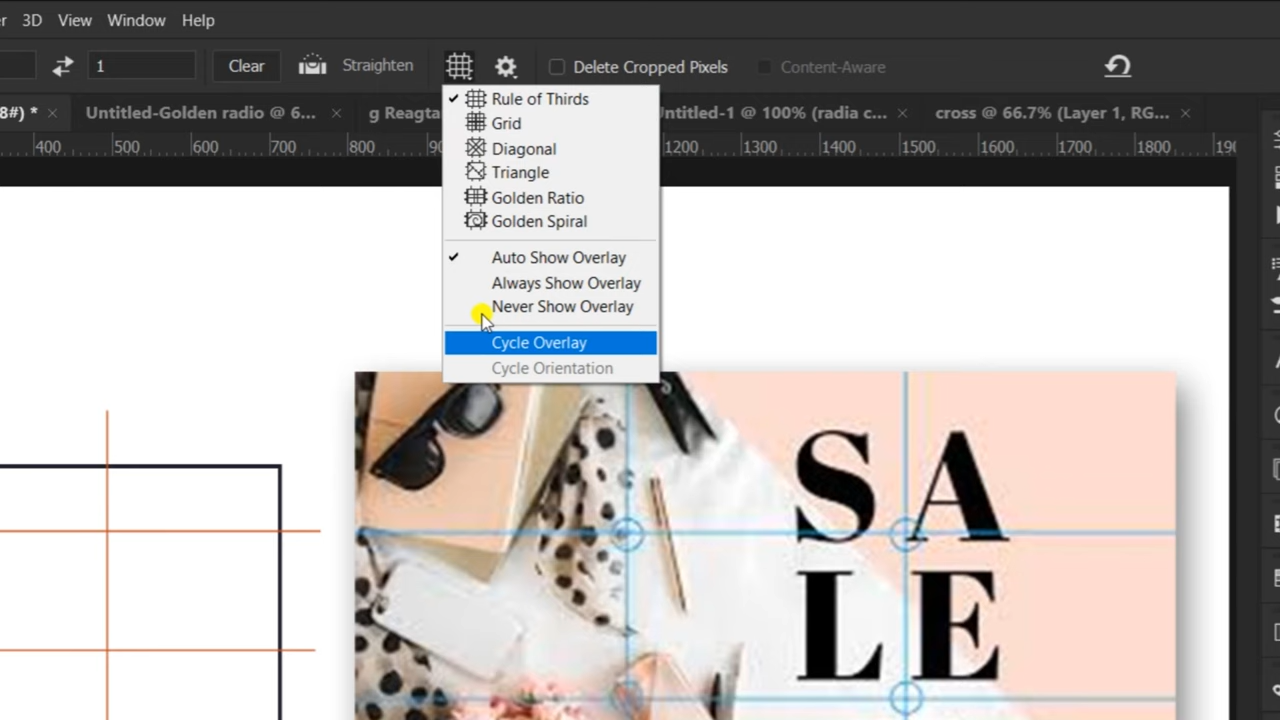 3D View Window Help
1 Clear Straighten Delete Cropped Pixels Content-Aware
8#) * × Untitled-Golden radio @ 6... × g Reagta ntitled-1 @ 100% (radia c... × cross @ 66.7% (Layer 1, RG... ×
400 500 600 700 800 1200 1300 1400 1500 1600 1700 1800
Rule of Thirds
Grid
Diagonal
Triangle
Golden Ratio
Golden Spiral
Auto Show Overlay
Always Show Overlay
Never Show Overlay
Cycle Overlay
Cycle Orientation
SA
LE